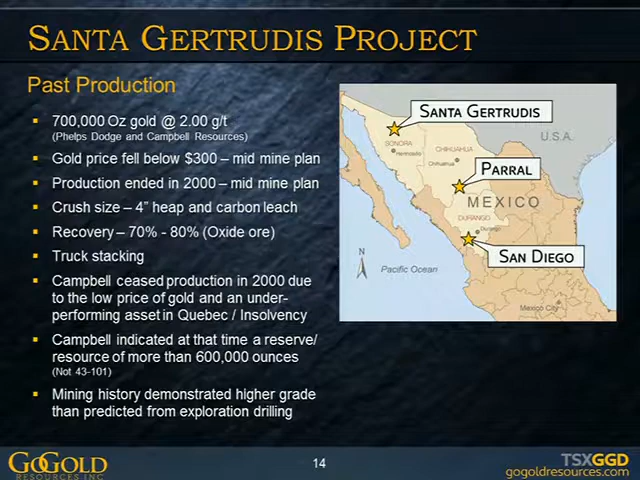 SANTA GERTRUDIS PROJECT
Past Production
700,000 Oz gold @ 2.00 g/t
(Phelps Dodge and Campbell Resources)
Gold price fell below $300 – mid mine plan
Production ended in 2000 – mid mine plan
Crush size – 4” heap and carbon leach
Recovery – 70% - 80% (Oxide ore)
Truck stacking
Campbell ceased production in 2000 due
to the low price of gold and an under-
performing asset in Quebec / Insolvency
Campbell indicated at that time a reserve/
resource of more than 600,000 ounces
(Not 43-101)
Mining history demonstrated higher grade
than predicted from exploration drilling
SANTA GERTRUDIS
U.S.A.
SONORA
Hermosillo
CHIHUAHUA
Chihuahua
PARRAL
MEXICO
DURANGO
Durango
SAN DIEGO
N
Pacific Ocean
Mexico City
GOGOLD
RESOURCES INC
14
TSXGGD
gogoldresources.com